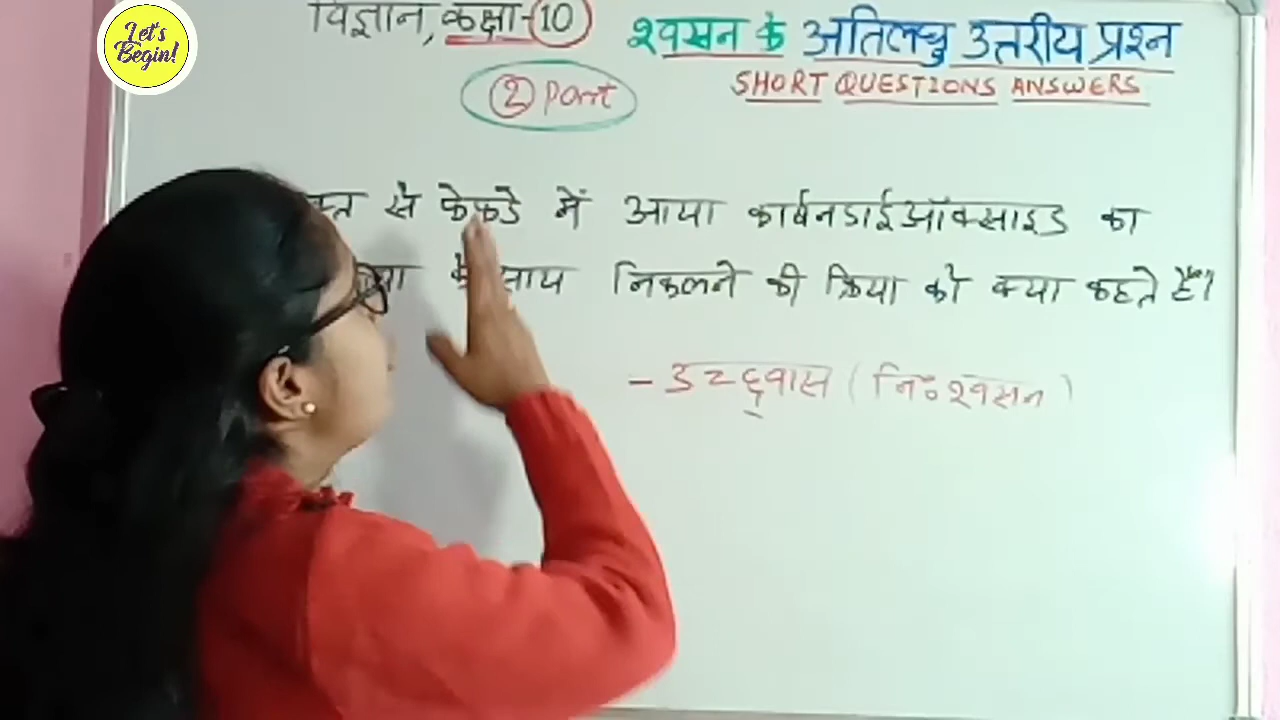 Let's
Begin!
विज्ञान, कक्षा-10
श्वसन के अतिलघु उत्तरीय प्रश्न
② Part
SHORT QUESTIONS ANSWERS
से फेफड़े में आया कार्बनडाईऑक्साइड का
के साथ निकलने की क्रिया को क्या कहते हैं?
- उच्छ्वास (निःश्वसन)